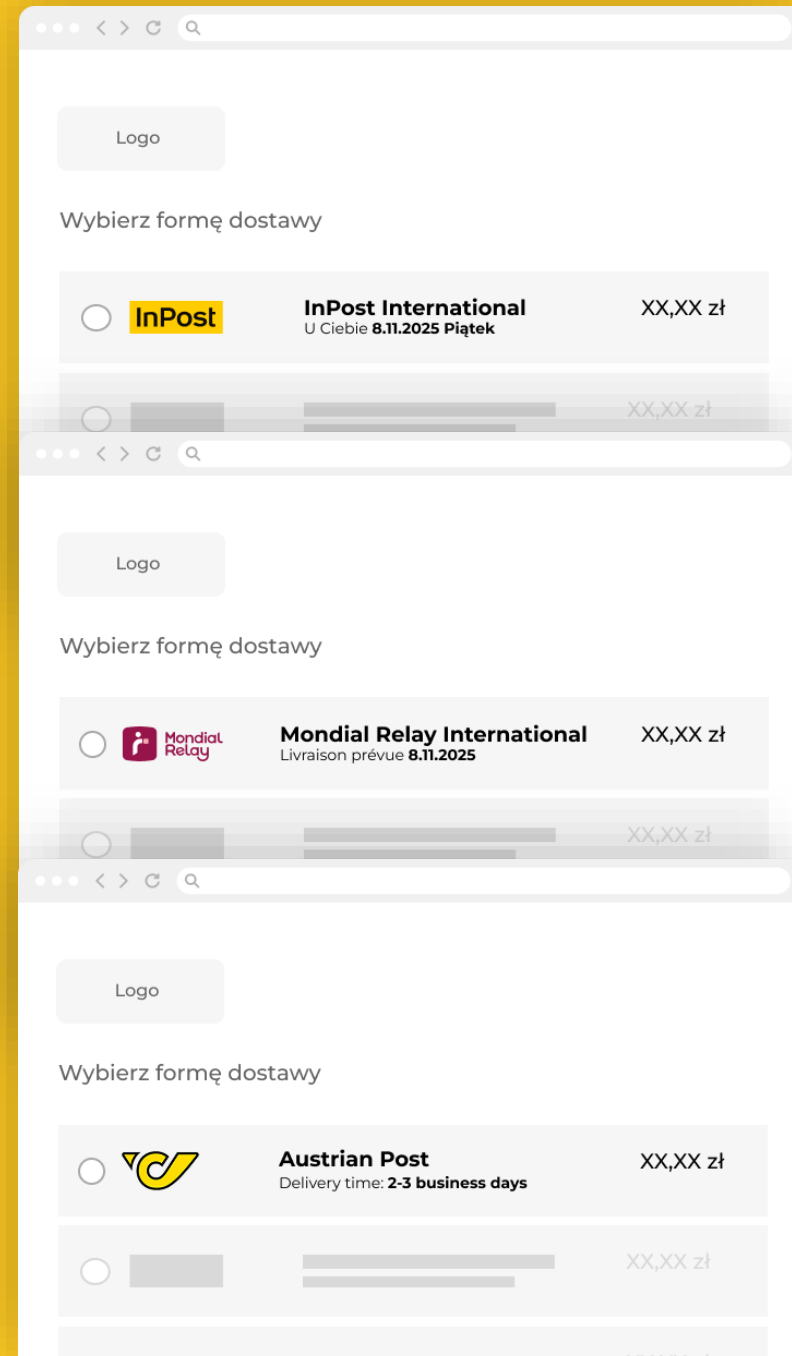 Logo
Wybierz formę dostawy
InPost
InPost International
XX,XX zł
U Ciebie 8.11.2025 Piątek
XX,XX zł
Logo
Wybierz formę dostawy
Mondial
Relay
Mondial Relay International
XX,XX zł
Livraison prévue 8.11.2025
XX,XX zł
Logo
Wybierz formę dostawy
Austrian Post
XX,XX zł
Delivery time: 2-3 business days
XX,XX zł